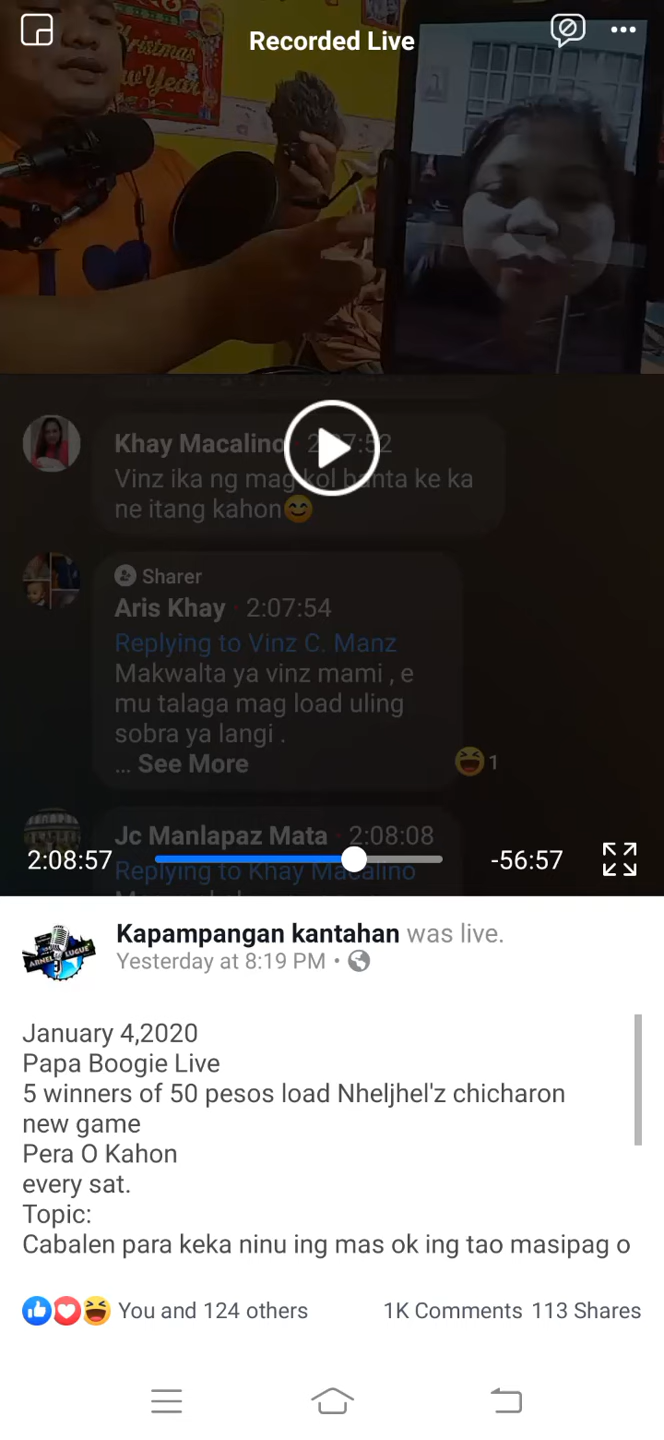 Recorded Live
Christmas
New Year
I
Khay Macalino · 2:07:52
Vinz ika ng mag kol banta ke ka
ne itang kahon😊
Sharer
Aris Khay · 2:07:54
Replying to Vinz C. Manz
Makwalta ya vinz mami , e
mu talaga mag load uling
sobra ya langi .
... See More
😆 1
Jc Manlapaz Mata · 2:08:08
Replying to Khay Macalino
2:08:57
-56:57
ARNEL LUGUE
Kapampangan kantahan was live.
Yesterday at 8:19 PM ·
January 4,2020
Papa Boogie Live
5 winners of 50 pesos load Nheljhel'z chicharon
new game
Pera O Kahon
every sat.
Topic:
Cabalen para keka ninu ing mas ok ing tao masipag o
You and 124 others
1K Comments 113 Shares